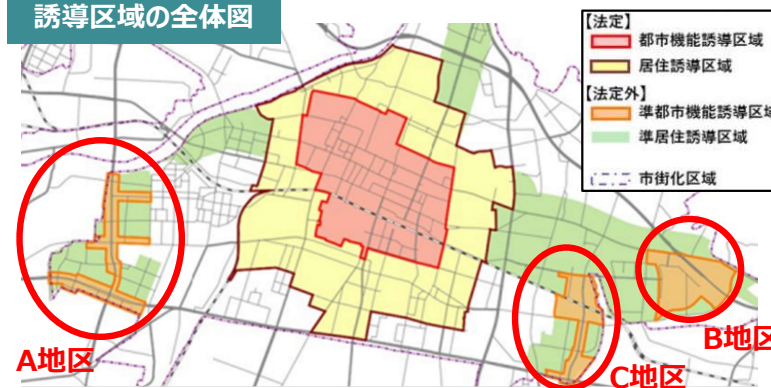 誘導区域の全体図
【法定】
都市機能誘導区域
居住誘導区域
【法定外】
準都市機能誘導区域
準居住誘導区域
市街化区域
A地区
B地区
C地区